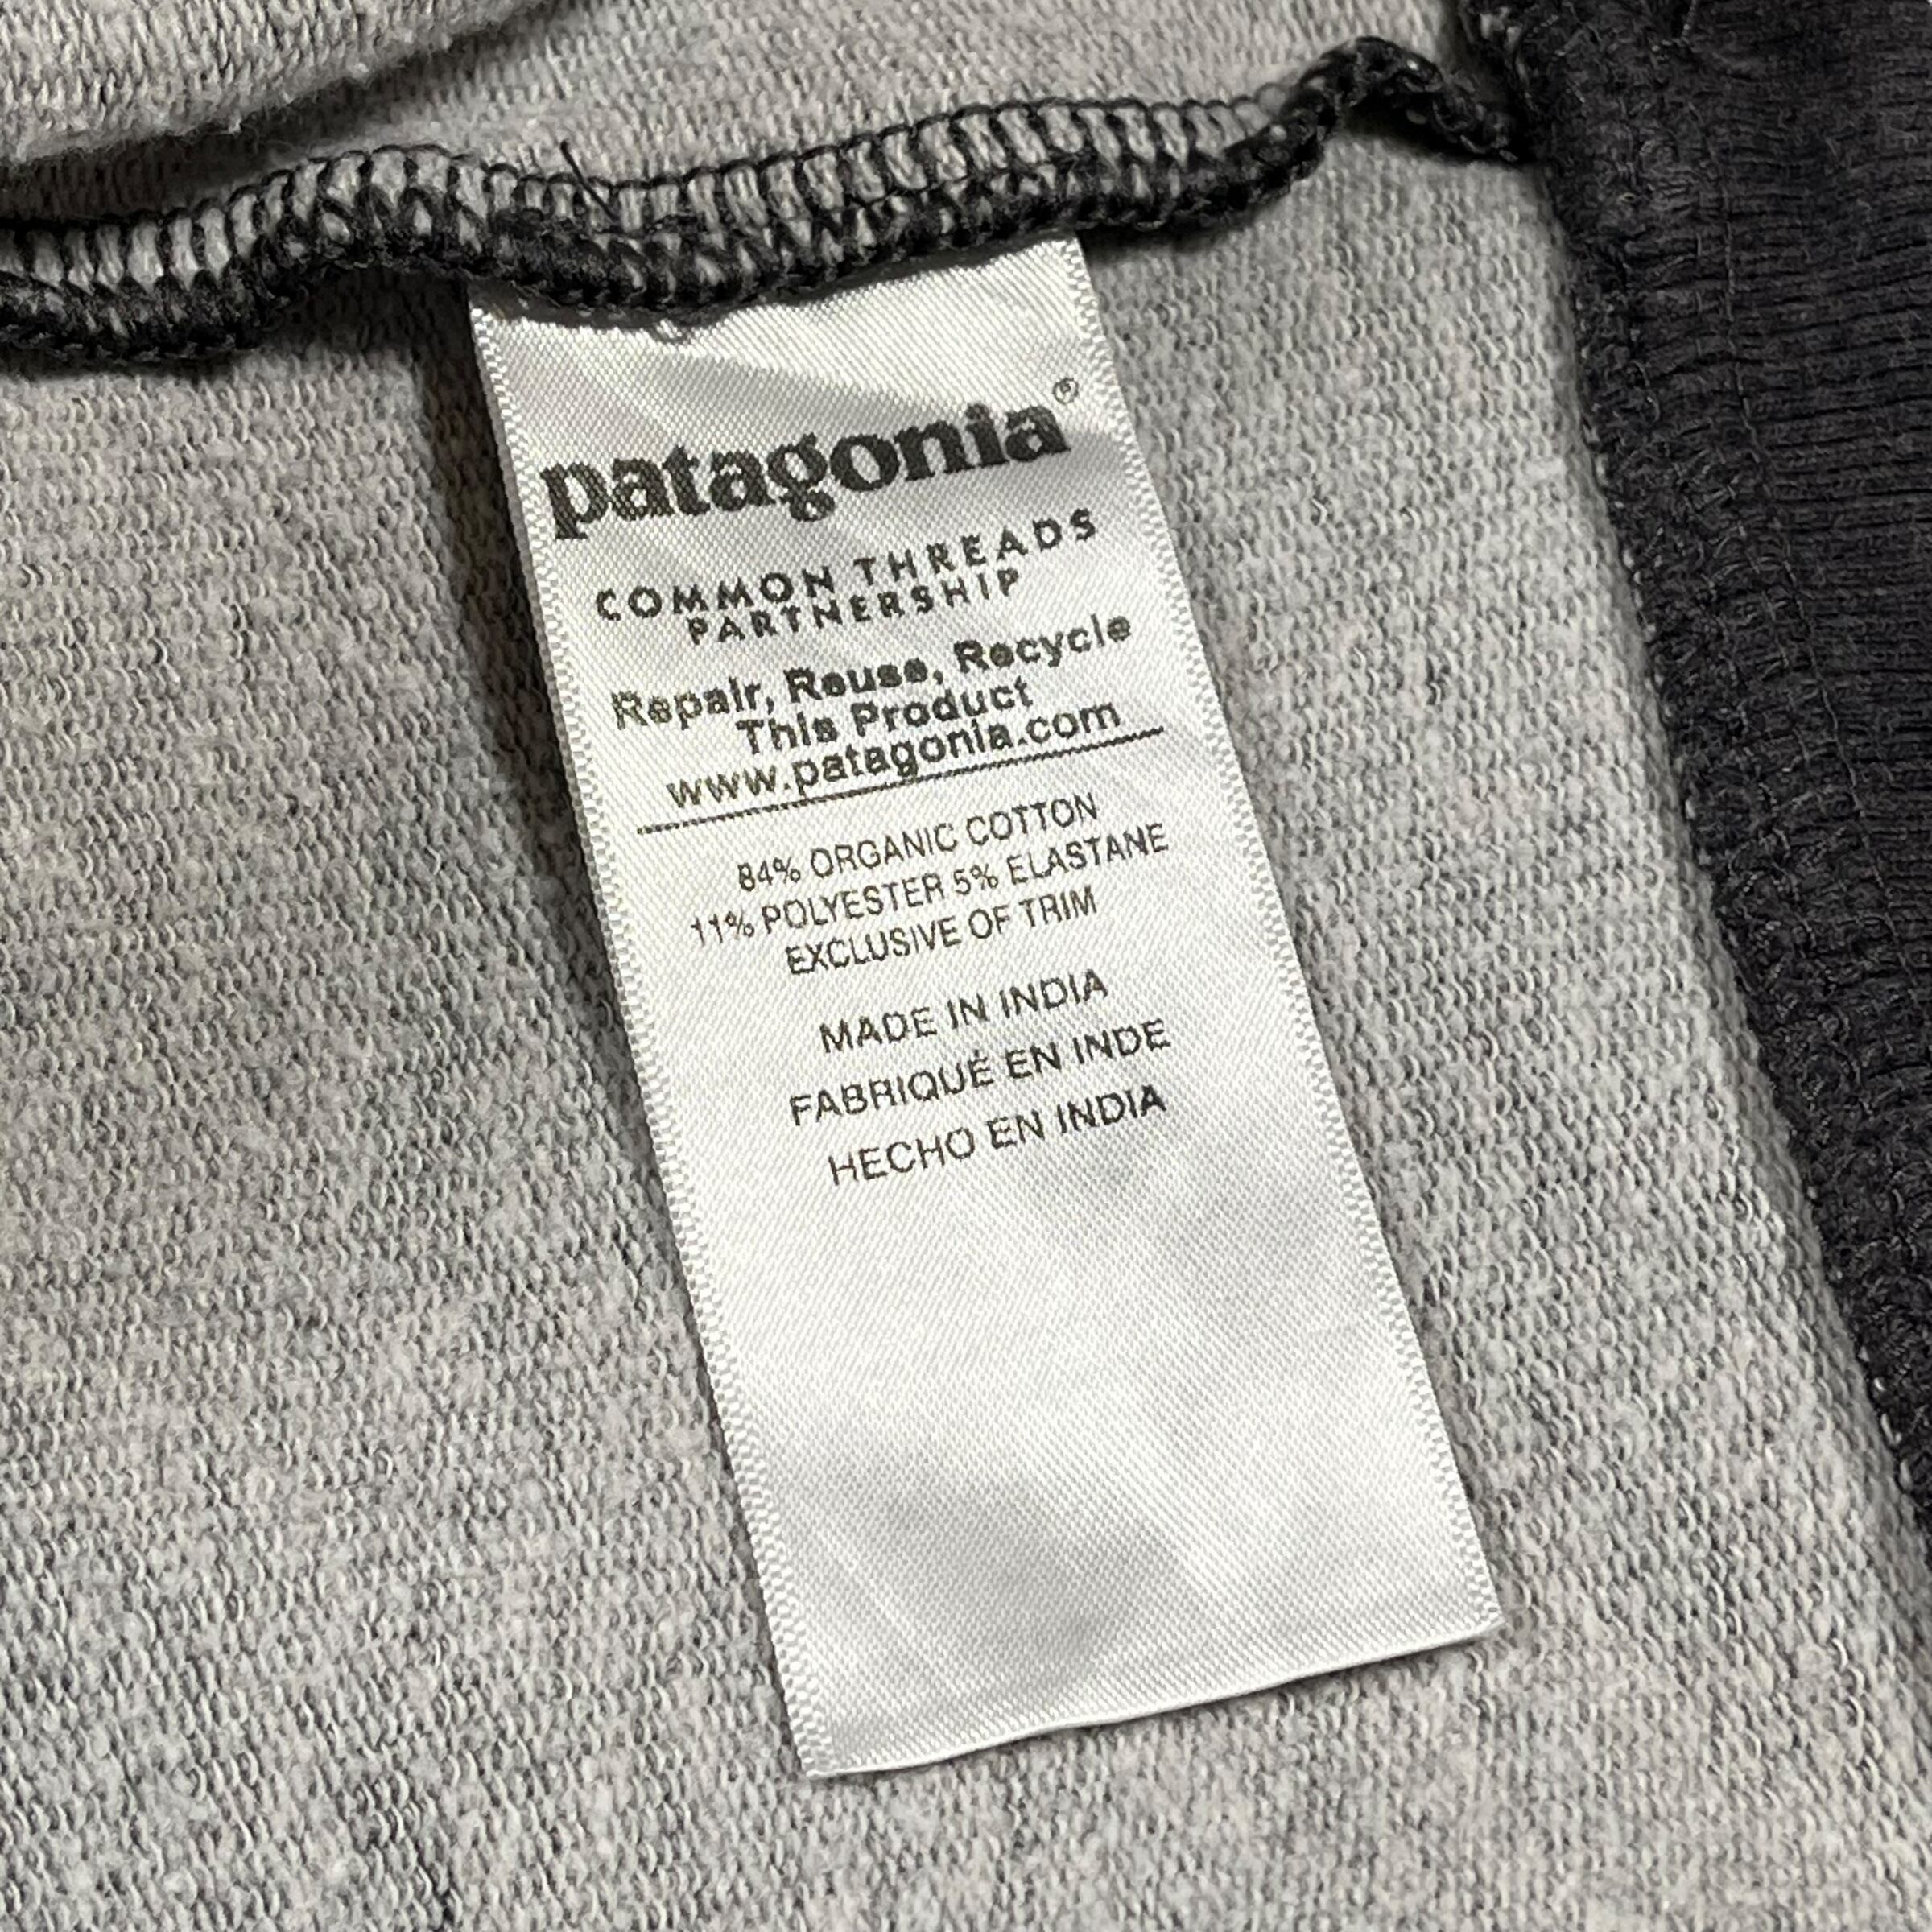 patagonia®
COMMON THREADS
PARTNERSHIP
Repair, Reuse, Recycle
This Product
www.patagonia.com
84% ORGANIC COTTON
11% POLYESTER 5% ELASTANE
EXCLUSIVE OF TRIM
MADE IN INDIA
FABRIQUÉ EN INDE
HECHO EN INDIA